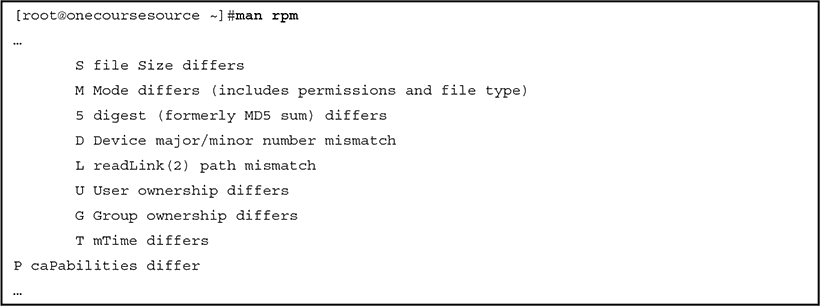 [root@onecoursesource ~]#man rpm
…
S file Size differs
M Mode differs (includes permissions and file type)
5 digest (formerly MD5 sum) differs
D Device major/minor number mismatch
L readLink(2) path mismatch
U User ownership differs
G Group ownership differs
T mTime differs
P caPabilities differ
…